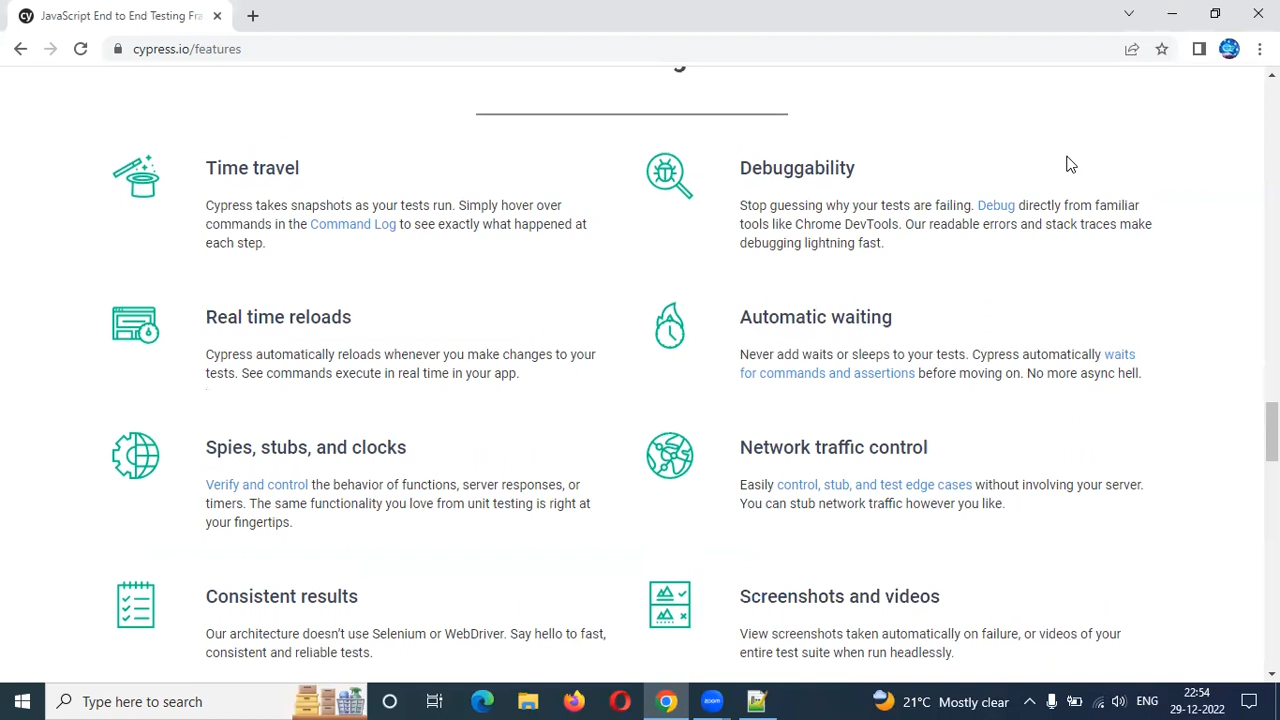 cy JavaScript End to End Testing Fra
cypress.io/features
Time travel
Cypress takes snapshots as your tests run. Simply hover over
commands in the Command Log to see exactly what happened at
each step.
Debuggability
Stop guessing why your tests are failing. Debug directly from familiar
tools like Chrome DevTools. Our readable errors and stack traces make
debugging lightning fast.
Real time reloads
Cypress automatically reloads whenever you make changes to your
tests. See commands execute in real time in your app.
Automatic waiting
Never add waits or sleeps to your tests. Cypress automatically waits
for commands and assertions before moving on. No more async hell.
Spies, stubs, and clocks
Verify and control the behavior of functions, server responses, or
timers. The same functionality you love from unit testing is right at
your fingertips.
Network traffic control
Easily control, stub, and test edge cases without involving your server.
You can stub network traffic however you like.
Consistent results
Our architecture doesn't use Selenium or WebDriver. Say hello to fast,
consistent and reliable tests.
Screenshots and videos
View screenshots taken automatically on failure, or videos of your
entire test suite when run headlessly.
Type here to search
zoom
21°C Mostly clear
ENG
22:54
29-12-2022